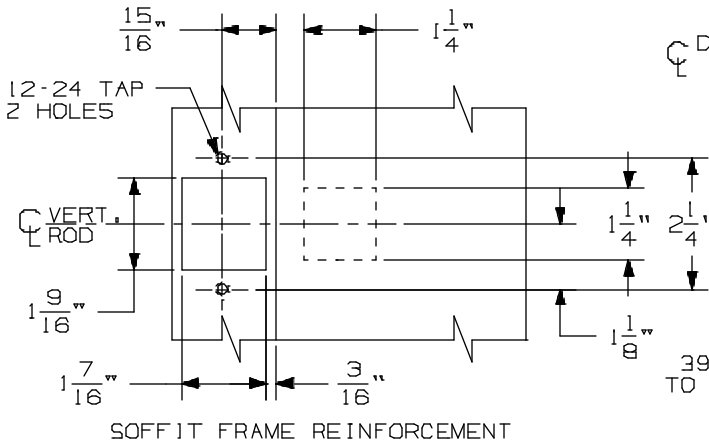 15/16"
1 1/4"
℄ D
12-24 TAP
2 HOLES
℄ VERT.
ROD
1 1/4"
2 1/4"
1 9/16"
1 1/8"
1 7/16"
3/16"
39
TO
SOFFIT FRAME REINFORCEMENT